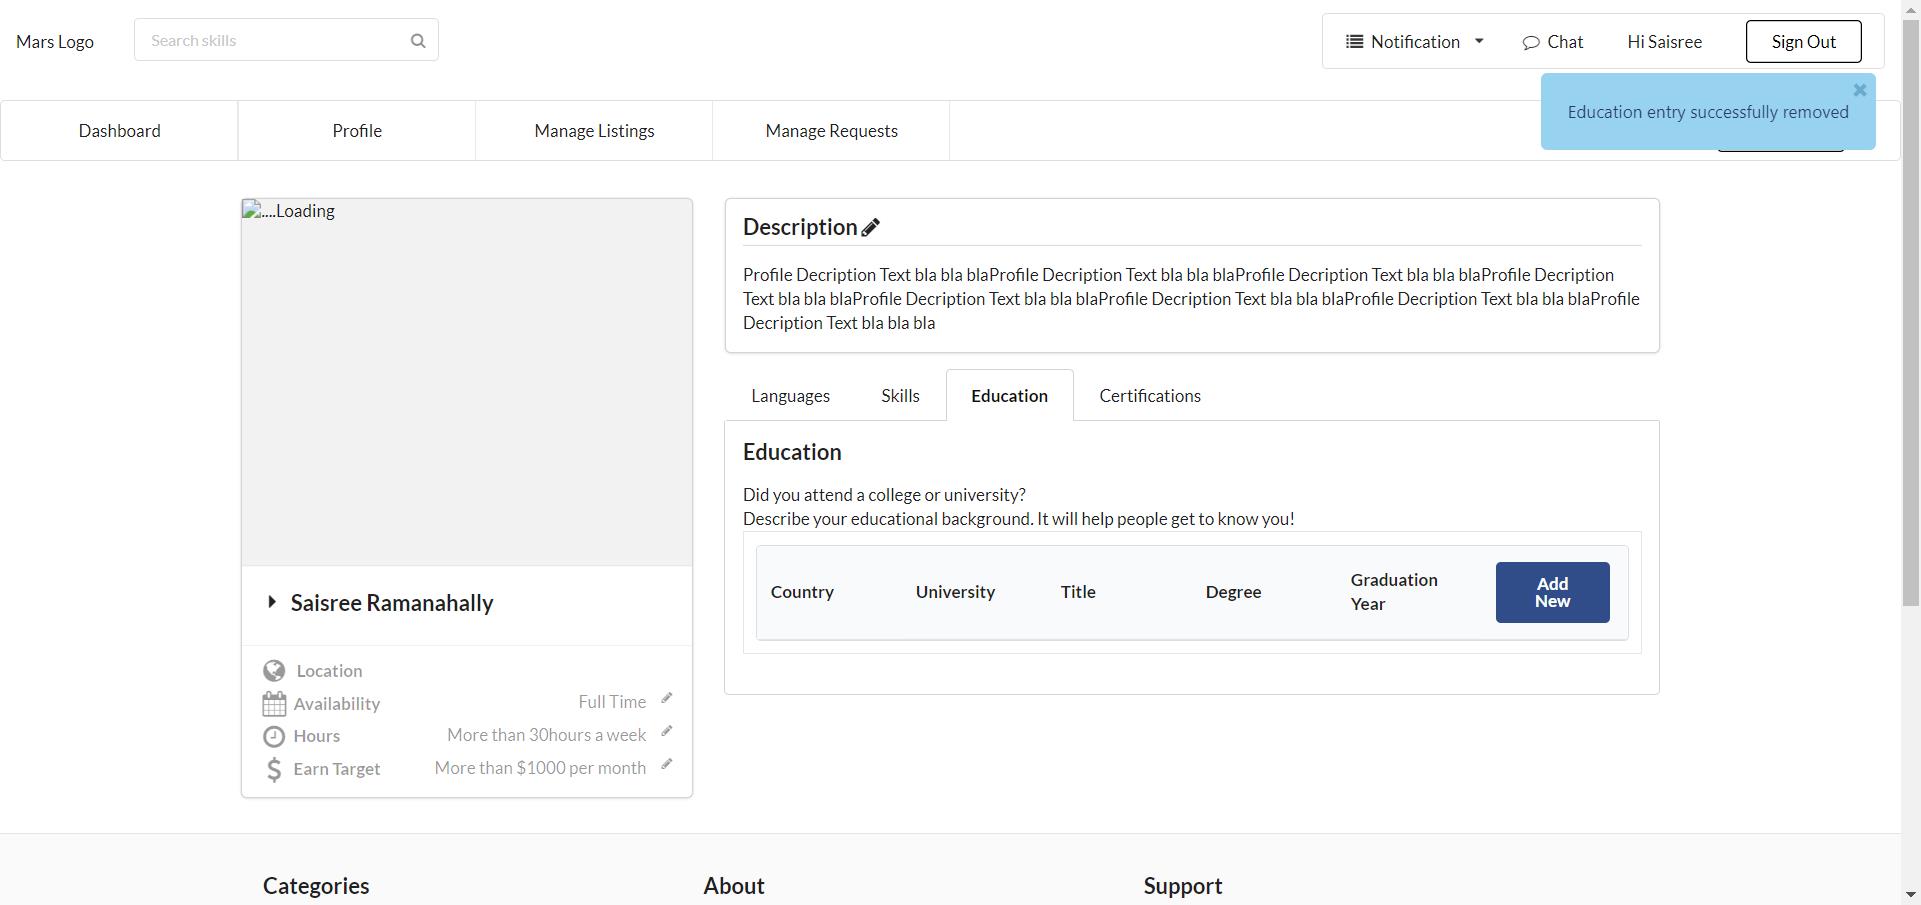 Mars Logo
Search skills
Notification
Chat
Hi Saisree
Sign Out
Education entry successfully removed
Dashboard
Profile
Manage Listings
Manage Requests
....Loading
Saisree Ramanahally
Location
Availability
Full Time
Hours
More than 30hours a week
Earn Target
More than $1000 per month
Description
Profile Decription Text bla bla blaProfile Decription Text bla bla blaProfile Decription Text bla bla blaProfile Decription
Text bla bla blaProfile Decription Text bla bla blaProfile Decription Text bla bla blaProfile Decription Text bla bla blaProfile
Decription Text bla bla bla
Languages
Skills
Education
Certifications
Education
Did you attend a college or university?
Describe your educational background. It will help people get to know you!
Country
University
Title
Degree
Graduation
Year
Add
New
Categories
About
Support